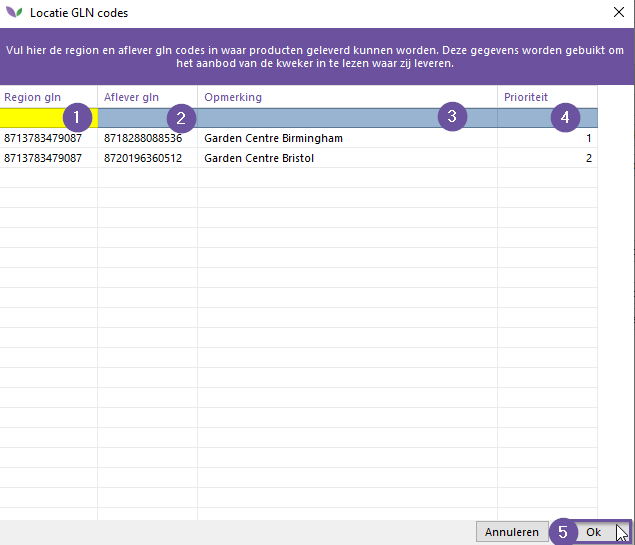 Locatie GLN codes
Vul hier de region en aflever gln codes in waar producten geleverd kunnen worden. Deze gegevens worden gebuikt om
het aanbod van de kweker in te lezen waar zij leveren.
Region gln Aflever gln Opmerking Prioriteit
1 2 3 4
8713783479087 8718288088536 Garden Centre Birmingham 1
8713783479087 8720196360512 Garden Centre Bristol 2
Annuleren 5 Ok